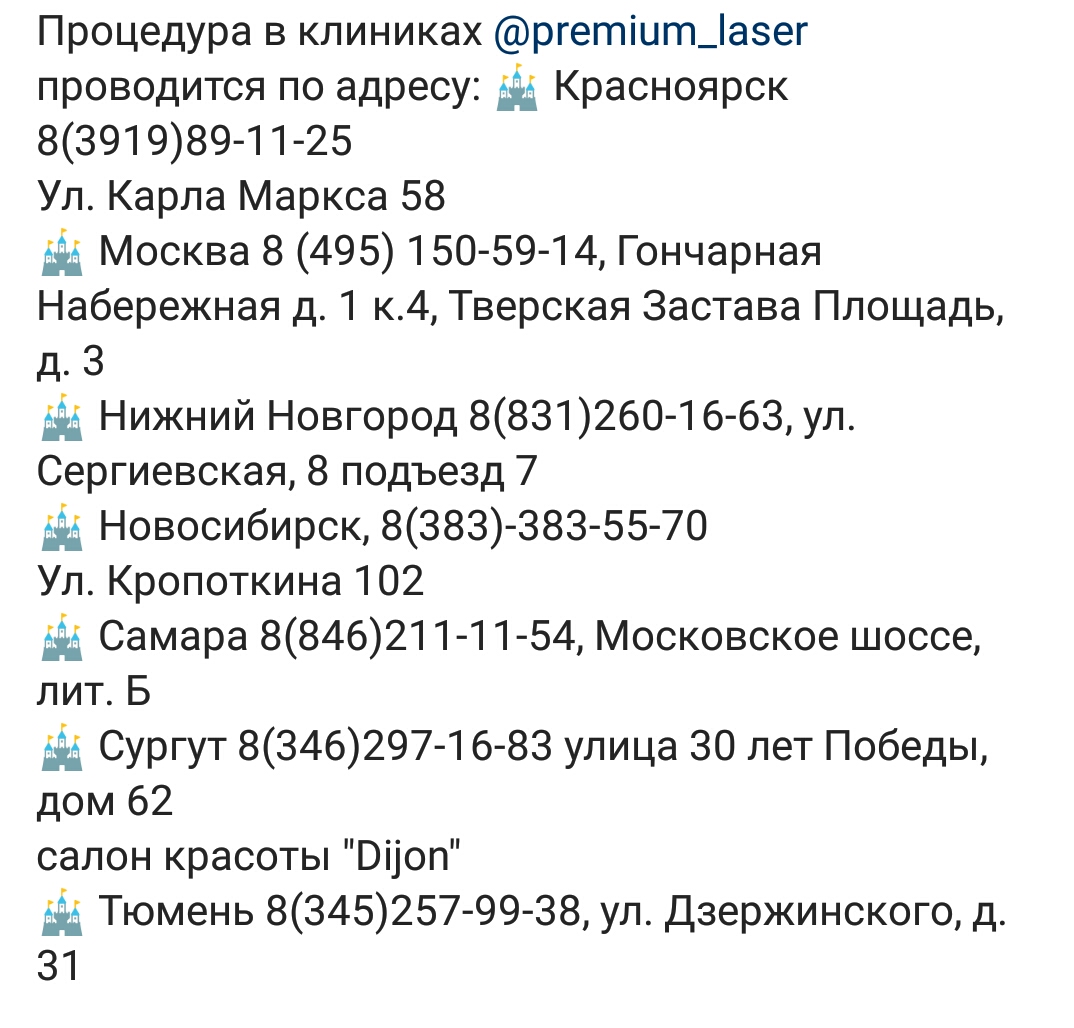 Процедура в клиниках @premium_laser
проводится по адресу: 🏰 Красноярск
8(3919)89-11-25
Ул. Карла Маркса 58
🏰 Москва 8 (495) 150-59-14, Гончарная
Набережная д. 1 к.4, Тверская Застава Площадь,
д. 3
🏰 Нижний Новгород 8(831)260-16-63, ул.
Сергиевская, 8 подъезд 7
🏰 Новосибирск, 8(383)-383-55-70
Ул. Кропоткина 102
🏰 Самара 8(846)211-11-54, Московское шоссе,
лит. Б
🏰 Сургут 8(346)297-16-83 улица 30 лет Победы,
дом 62
салон красоты "Dijon"
🏰 Тюмень 8(345)257-99-38, ул. Дзержинского, д.
31